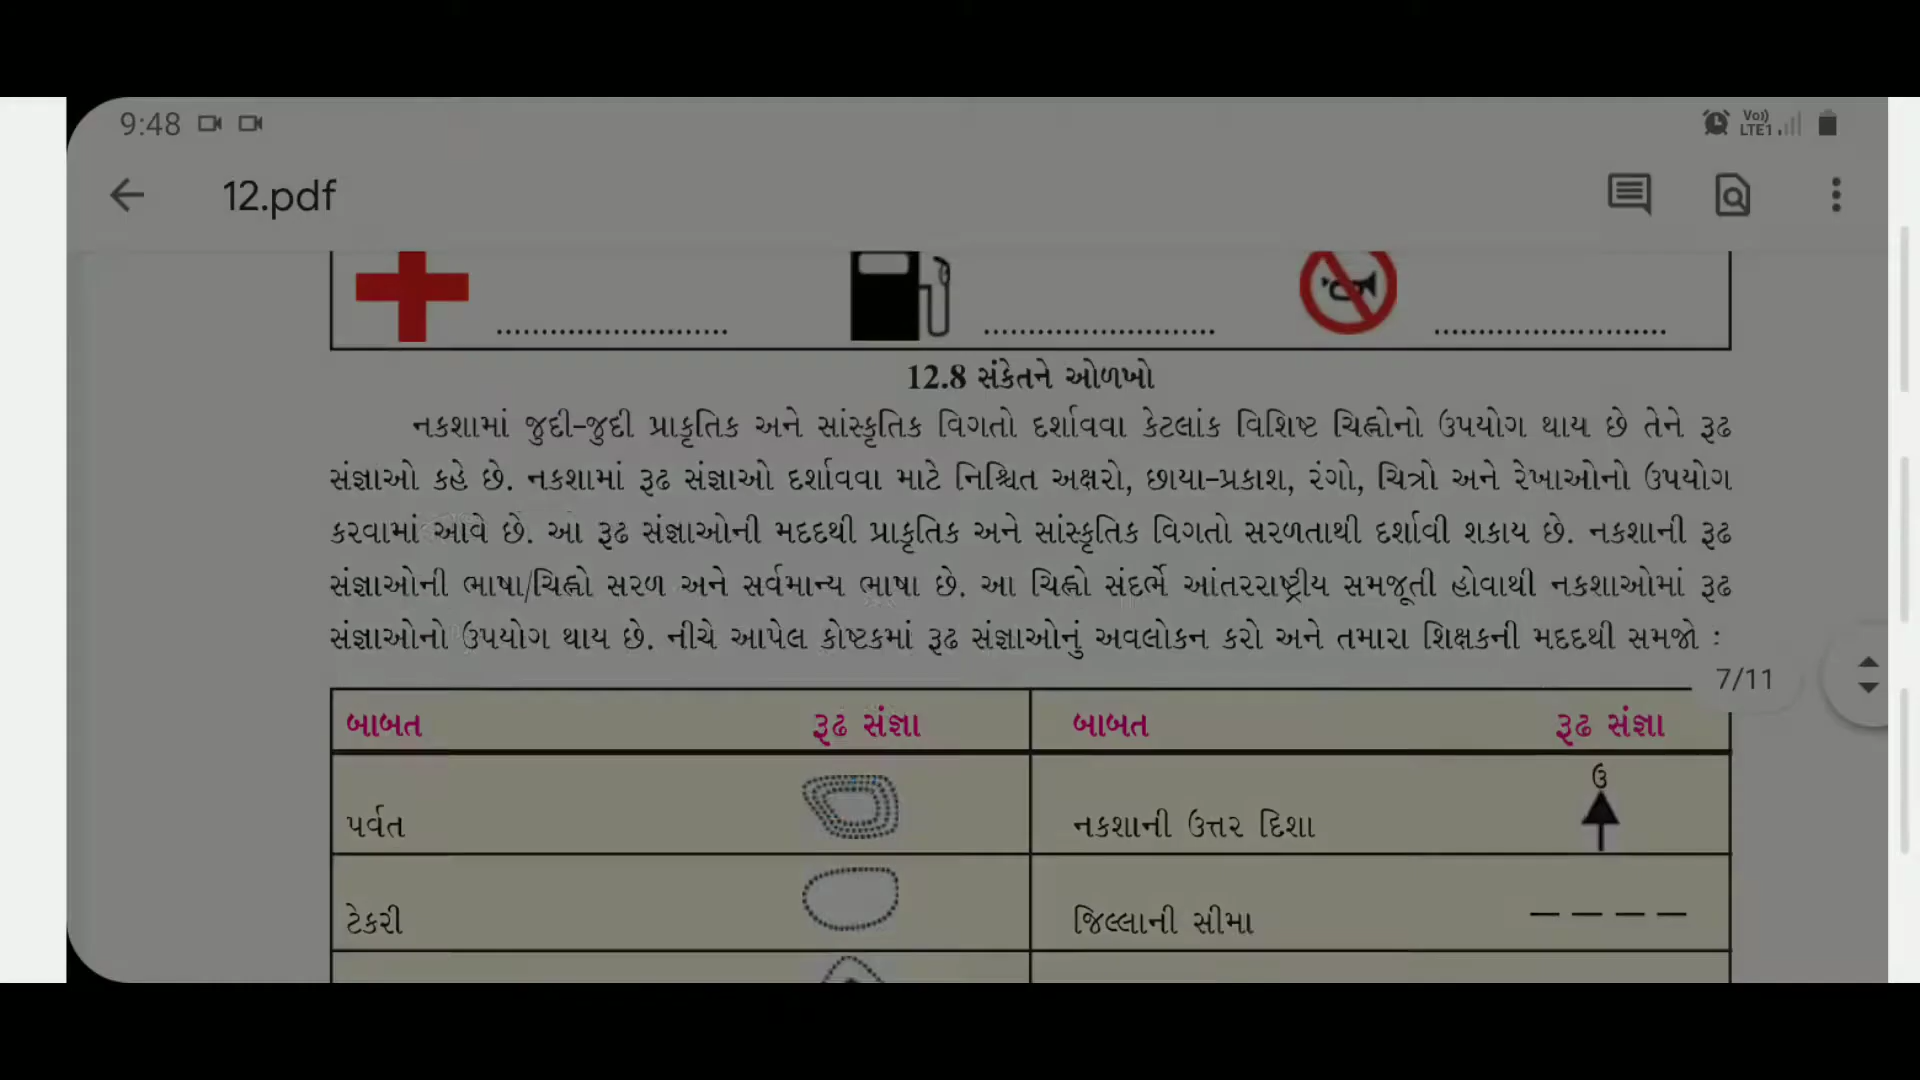 9:48
Vo)
LTE1
12.pdf
........................ ........................ ........................
12.8 સંકેતને ઓળખો
નકશામાં જુદી-જુદી પ્રાકૃતિક અને સાંસ્કૃતિક વિગતો દર્શાવવા કેટલાંક વિશિષ્ટ ચિહ્નોનો ઉપયોગ થાય છે તેને રૂઢ
સંજ્ઞાઓ કહે છે. નકશામાં રૂઢ સંજ્ઞાઓ દર્શાવવા માટે નિશ્ચિત અક્ષરો, છાયા-પ્રકાશ, રંગો, ચિત્રો અને રેખાઓનો ઉપયોગ
કરવામાં આવે છે. આ રૂઢ સંજ્ઞાઓની મદદથી પ્રાકૃતિક અને સાંસ્કૃતિક વિગતો સરળતાથી દર્શાવી શકાય છે. નકશાની રૂઢ
સંજ્ઞાઓની ભાષા/ચિહ્નો સરળ અને સર્વમાન્ય ભાષા છે. આ ચિહ્નો સંદર્ભે આંતરરાષ્ટ્રીય સમજૂતી હોવાથી નકશાઓમાં રૂઢ
સંજ્ઞાઓનો ઉપયોગ થાય છે. નીચે આપેલ કોષ્ટકમાં રૂઢ સંજ્ઞાઓનું અવલોકન કરો અને તમારા શિક્ષકની મદદથી સમજો :
7/11
બાબત રૂઢ સંજ્ઞા બાબત રૂઢ સંજ્ઞા
ઉ
પર્વત નકશાની ઉત્તર દિશા
ટેકરી જિલ્લાની સીમા